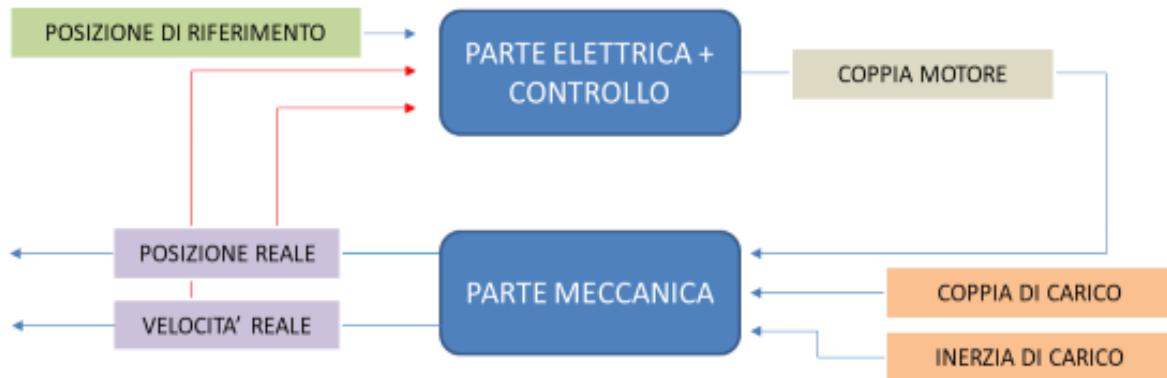 POSIZIONE DI RIFERIMENTO
PARTE ELETTRICA +
CONTROLLO
COPPIA MOTORE
POSIZIONE REALE
VELOCITA’ REALE
PARTE MECCANICA
COPPIA DI CARICO
INERZIA DI CARICO